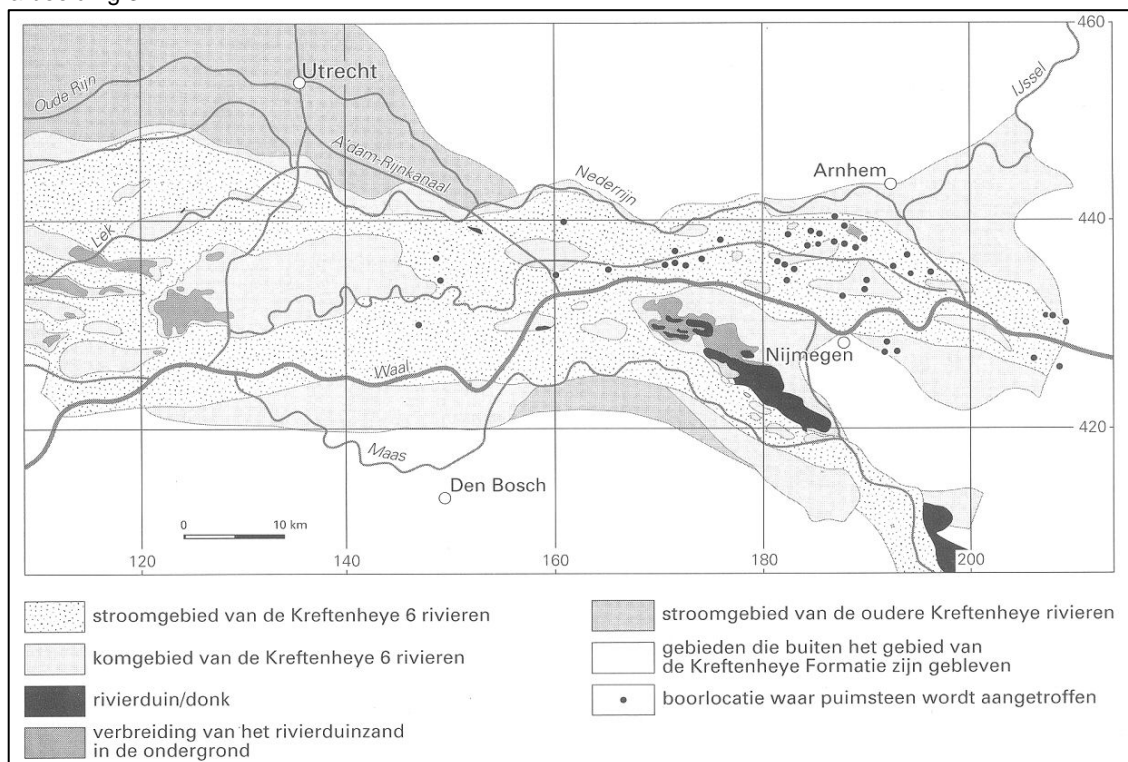 460
Utrecht
Oude Rijn
IJssel
A'dam-Rijnkanaal
Arnhem
Nederrijn
440
Lek
Nijmegen
Waal
420
Maas
Den Bosch
0 10 km
120 140 160 180 200
stroomgebied van de Kreftenheye 6 rivieren
komgebied van de Kreftenheye 6 rivieren
rivierduin/donk
verbreiding van het rivierduinzand
in de ondergrond
stroomgebied van de oudere Kreftenheye rivieren
gebieden die buiten het gebied van
de Kreftenheye Formatie zijn gebleven
boorlocatie waar puimsteen wordt aangetroffen